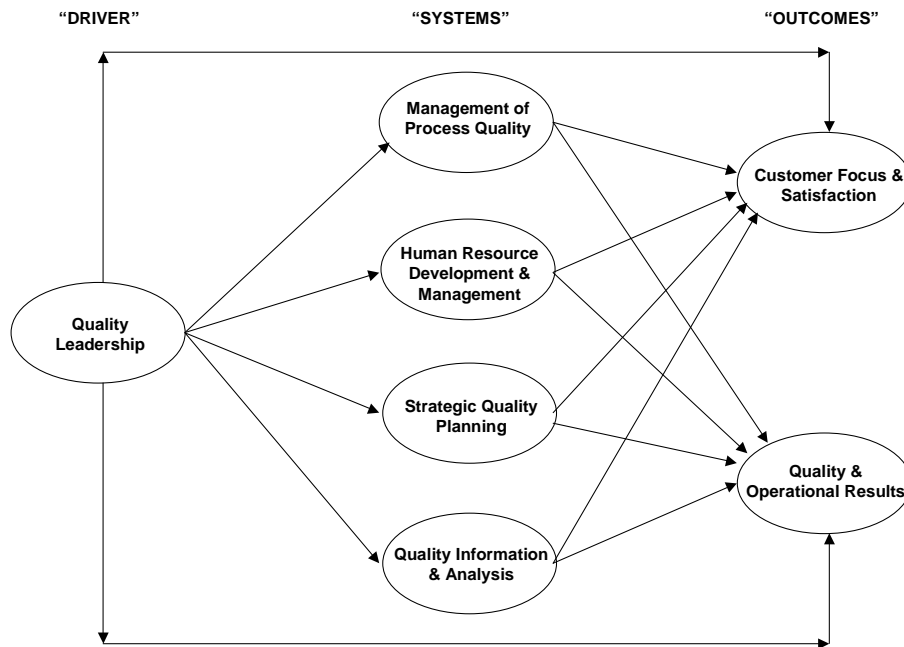 “DRIVER”
“SYSTEMS”
“OUTCOMES”
Management of
Process Quality
Customer Focus &
Satisfaction
Human Resource
Development &
Management
Quality
Leadership
Strategic Quality
Planning
Quality &
Operational Results
Quality Information
& Analysis